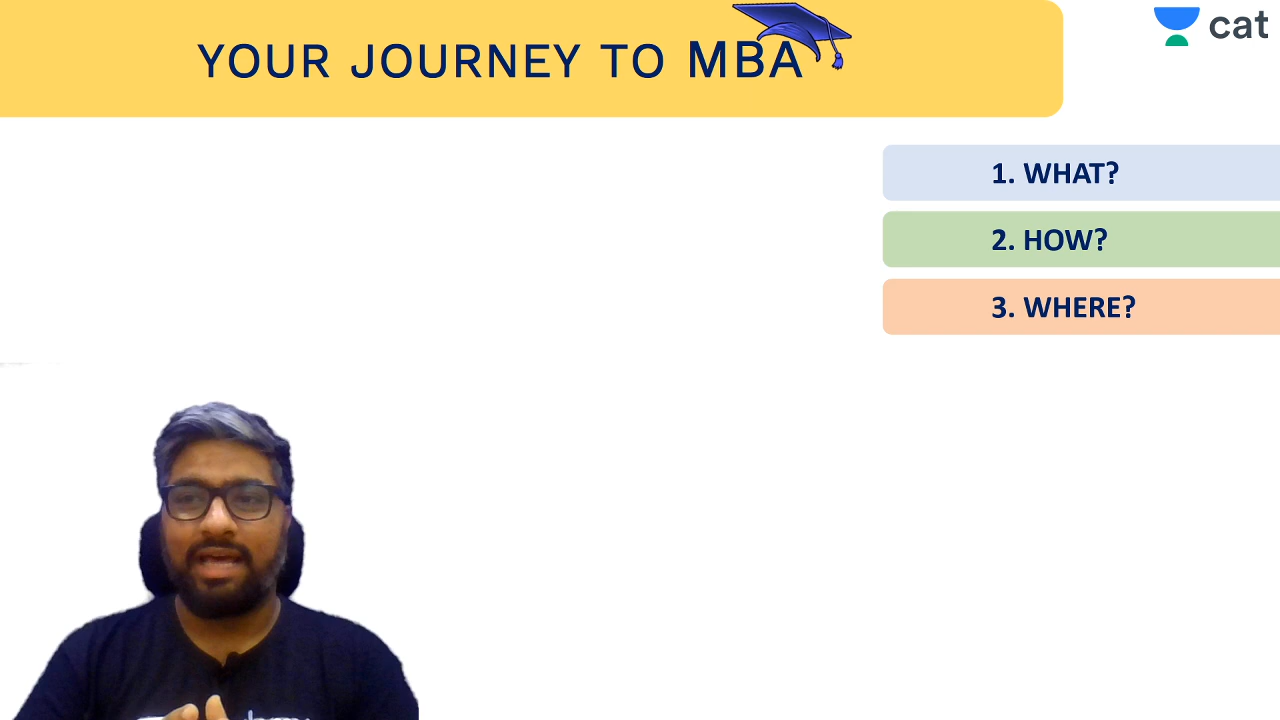 YOUR JOURNEY TO MBA
cat
1. WHAT?
2. HOW?
3. WHERE?